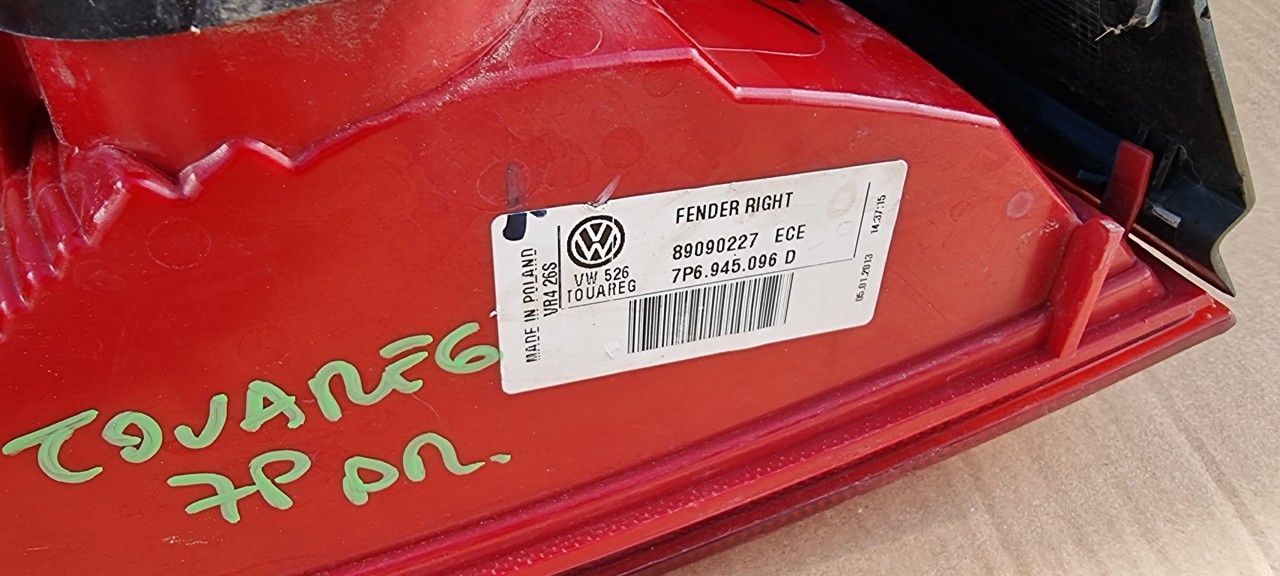 FENDER RIGHT
89090227 ECE
7P6.945.096 D
VW 526
TOUAREG
MADE IN POLAND
VR4 26S
14:37:15
05.01.2013
TOUAREG
7P DR.